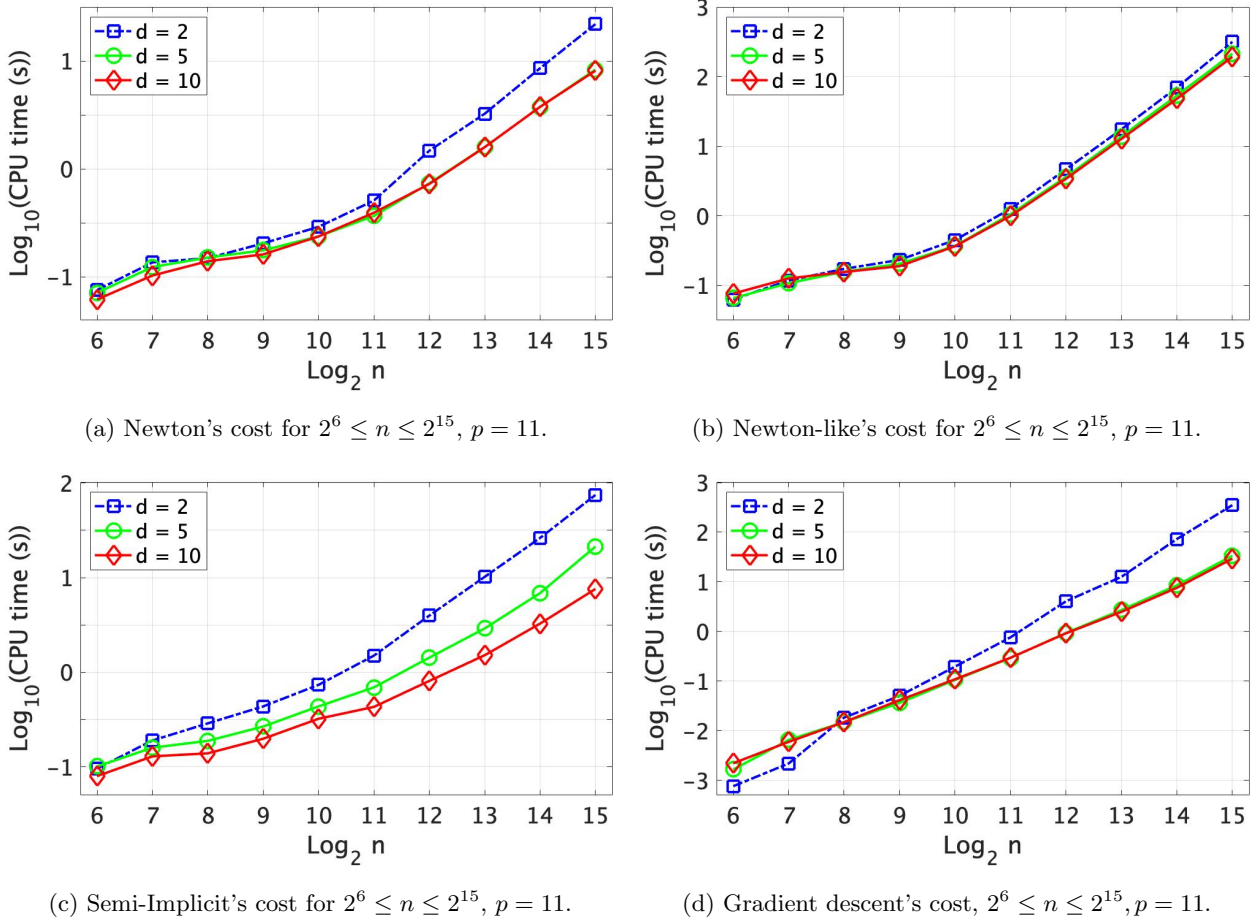 d = 2
d = 5
d = 10
Log10(CPU time (s))
1
0
−1
6 7 8 9 10 11 12 13 14 15
Log2 n
(a) Newton's cost for 2^6 ≤ n ≤ 2^15, p = 11.
d = 2
d = 5
d = 10
Log10(CPU time (s))
3
2
1
0
−1
6 7 8 9 10 11 12 13 14 15
Log2 n
(b) Newton-like's cost for 2^6 ≤ n ≤ 2^15, p = 11.
d = 2
d = 5
d = 10
Log10(CPU time (s))
2
1
0
−1
6 7 8 9 10 11 12 13 14 15
Log2 n
(c) Semi-Implicit's cost for 2^6 ≤ n ≤ 2^15, p = 11.
d = 2
d = 5
d = 10
Log10(CPU time (s))
3
2
1
0
−1
−2
−3
6 7 8 9 10 11 12 13 14 15
Log2 n
(d) Gradient descent's cost, 2^6 ≤ n ≤ 2^15, p = 11.